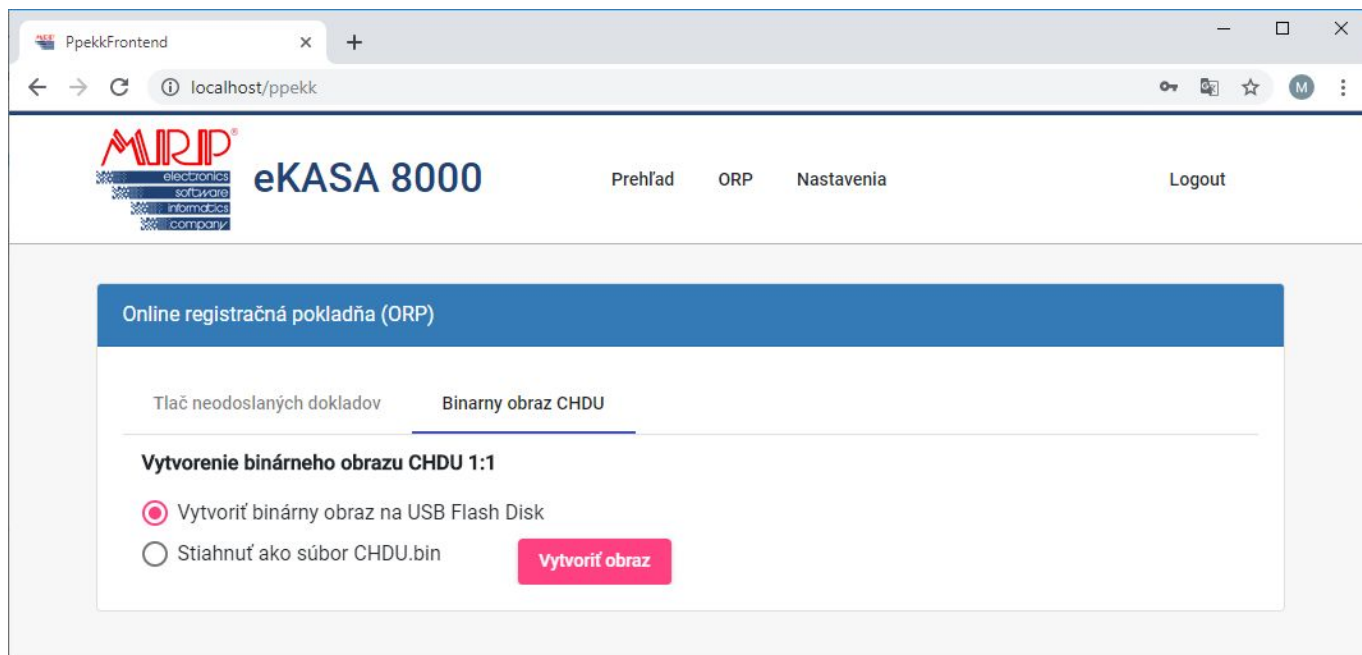 PpekkFrontend
localhost/ppekk
M
MRP®
electronics
software
informatics
company
eKASA 8000
Prehľad ORP Nastavenia Logout
Online registračná pokladňa (ORP)
Tlač neodoslaných dokladov Binarny obraz CHDU
Vytvorenie binárneho obrazu CHDU 1:1
Vytvoriť binárny obraz na USB Flash Disk
Stiahnuť ako súbor CHDU.bin
Vytvoriť obraz